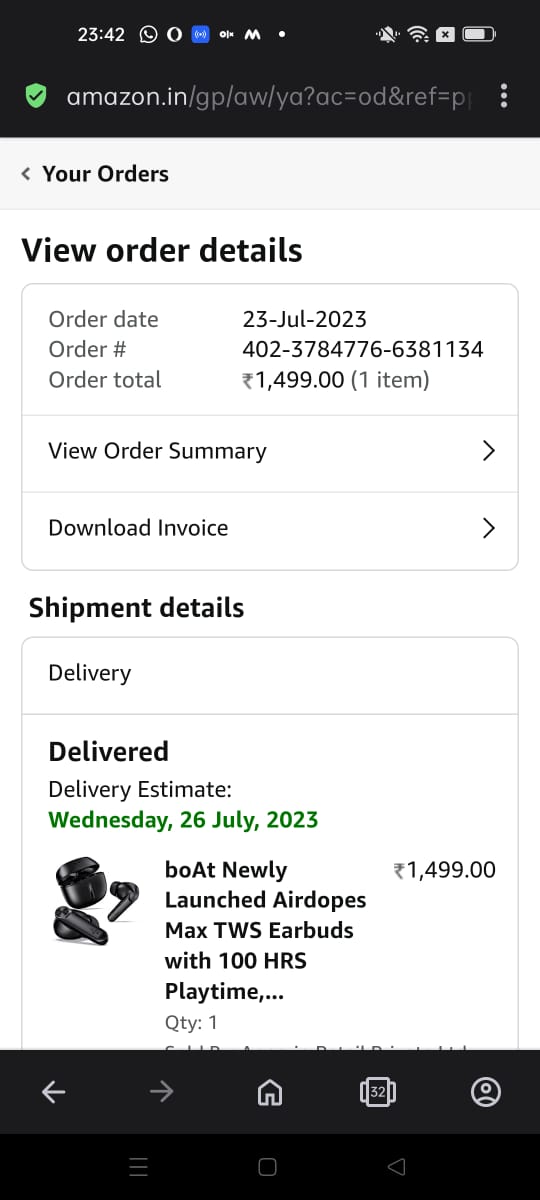 23:42
amazon.in/gp/aw/ya?ac=od&ref=p
Your Orders
View order details
Order date 23-Jul-2023
Order # 402-3784776-6381134
Order total ₹1,499.00 (1 item)
View Order Summary
Download Invoice
Shipment details
Delivery
Delivered
Delivery Estimate:
Wednesday, 26 July, 2023
boAt Newly ₹1,499.00
Launched Airdopes
Max TWS Earbuds
with 100 HRS
Playtime,...
Qty: 1
32